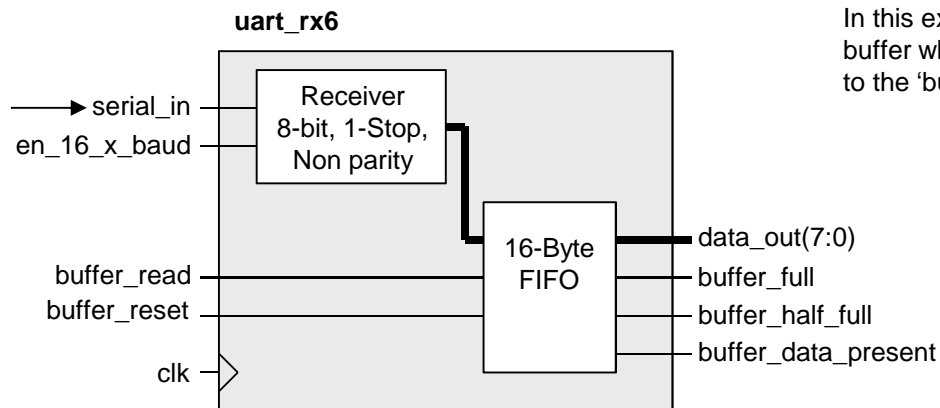 uart_rx6
In this ex
buffer wh
to the ‘bu
serial_in
en_16_x_baud
Receiver
8-bit, 1-Stop,
Non parity
buffer_read
buffer_reset
clk
16-Byte
FIFO
data_out(7:0)
buffer_full
buffer_half_full
buffer_data_present